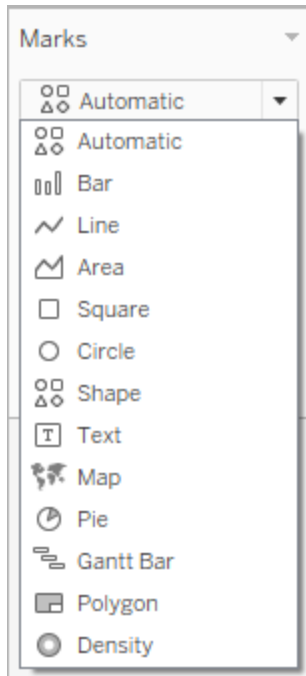 Marks
Automatic
Automatic
Bar
Line
Area
Square
Circle
Shape
T Text
Map
Pie
Gantt Bar
Polygon
Density